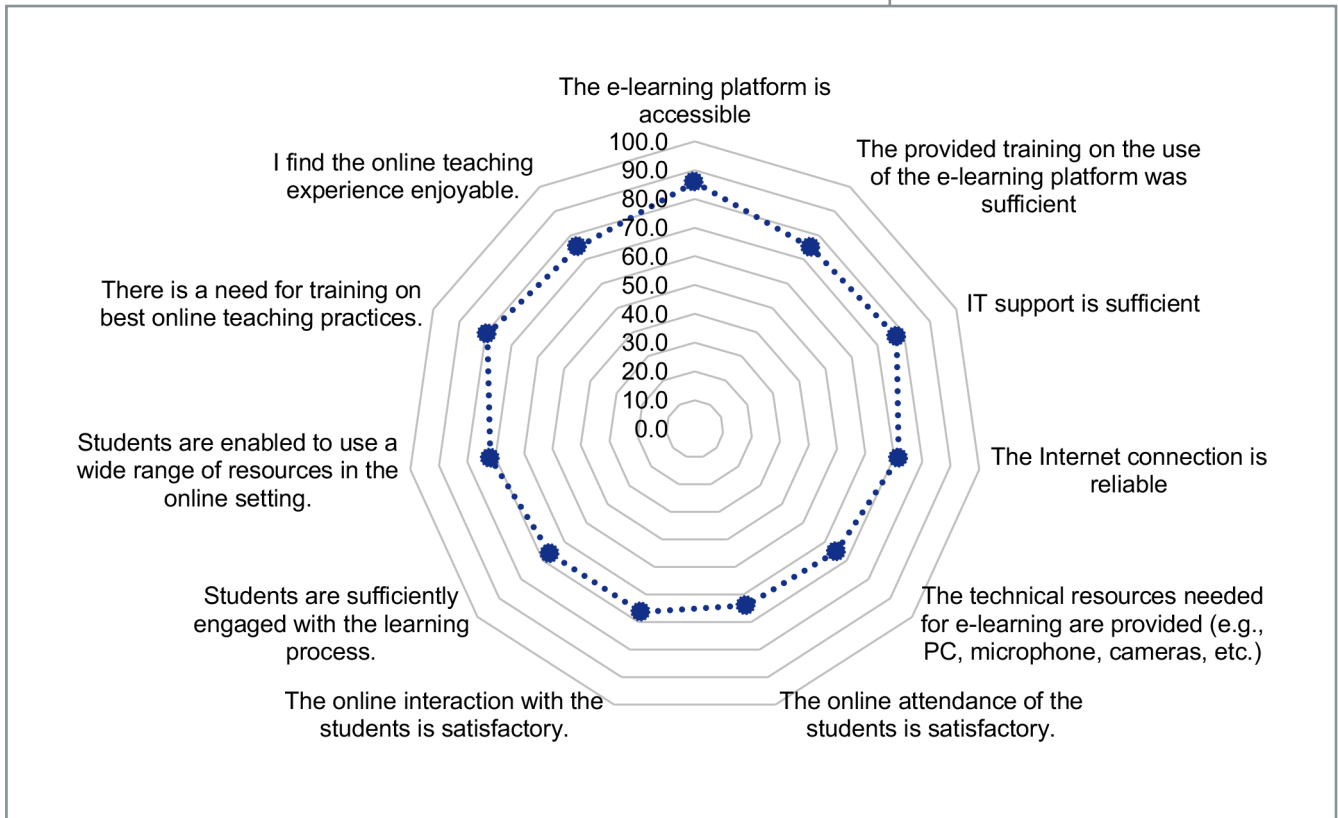 The e-learning platform is
accessible
The provided training on the use
of the e-learning platform was
sufficient
IT support is sufficient
The Internet connection is
reliable
The technical resources needed
for e-learning are provided (e.g.,
PC, microphone, cameras, etc.)
The online attendance of the
students is satisfactory.
The online interaction with the
students is satisfactory.
Students are sufficiently
engaged with the learning
process.
Students are enabled to use a
wide range of resources in the
online setting.
There is a need for training on
best online teaching practices.
I find the online teaching
experience enjoyable.
100.0
90.0
80.0
70.0
60.0
50.0
40.0
30.0
20.0
10.0
0.0